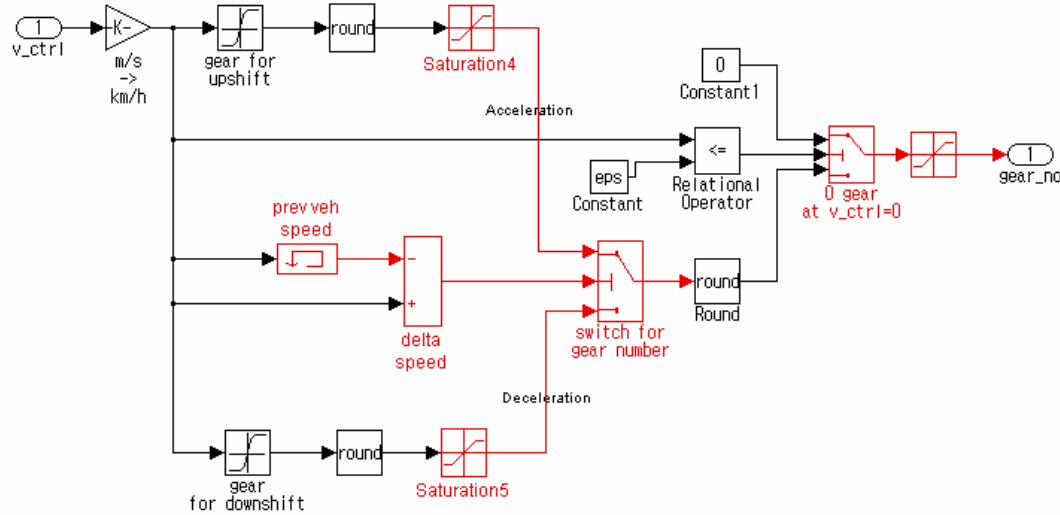 1
v_ctrl
-K-
m/s
->
km/h
gear for
upshift
round
Saturation4
Acceleration
0
Constant1
eps
Constant
<=
Relational
Operator
0 gear
at v_ctrl=0
1
gear_no
prev veh
speed
-
+
delta
speed
switch for
gear number
round
Round
Deceleration
gear
for downshift
round
Saturation5